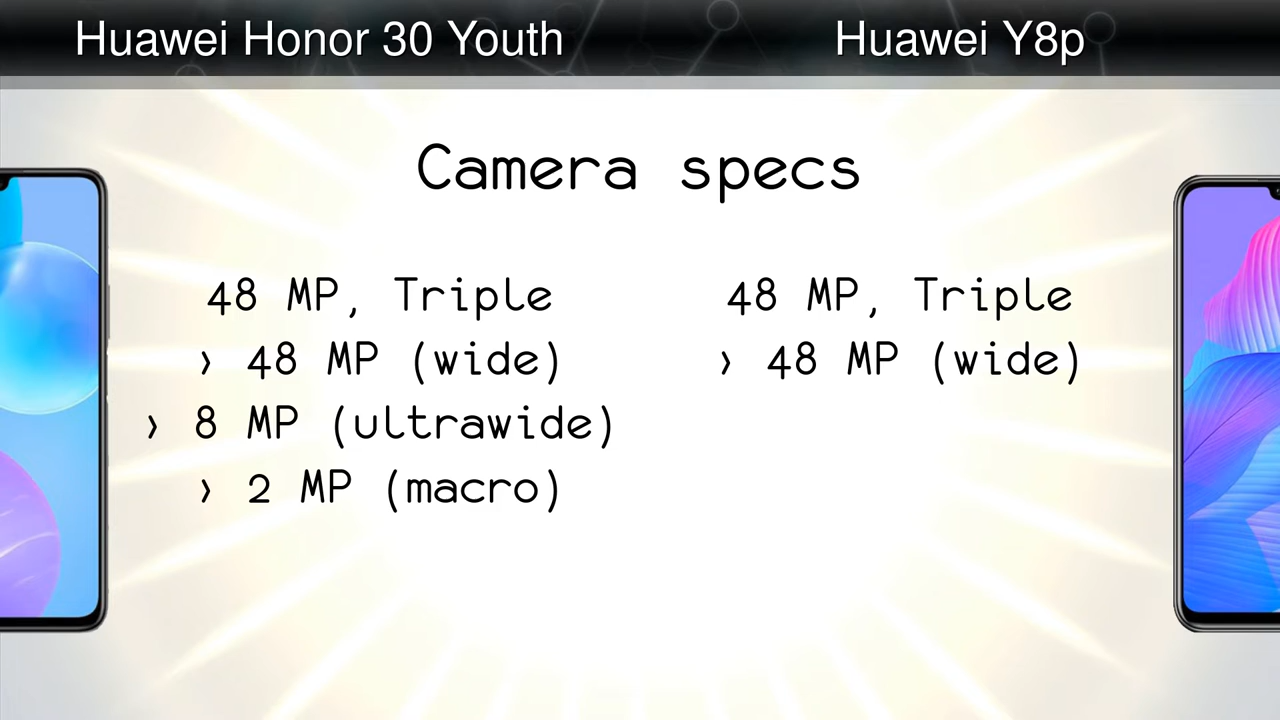 Huawei Honor 30 Youth
Huawei Y8p
Camera specs
48 MP, Triple
› 48 MP (wide)
› 8 MP (ultrawide)
› 2 MP (macro)
48 MP, Triple
› 48 MP (wide)